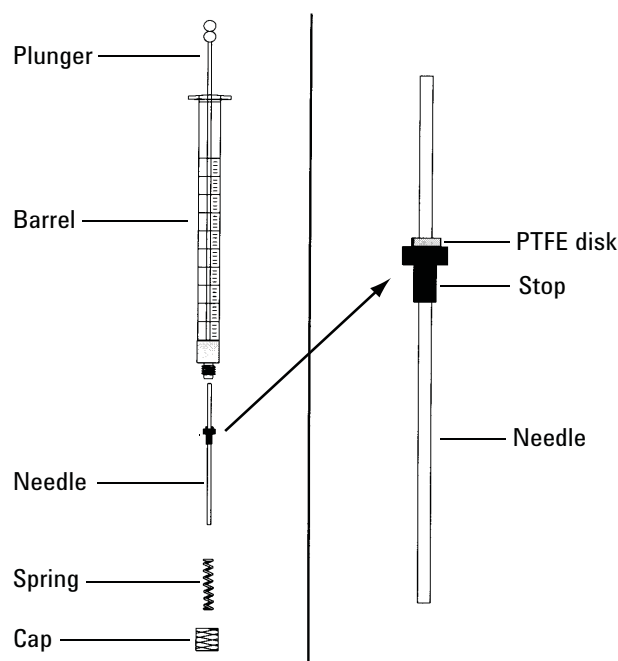 Plunger
Barrel
Needle
Spring
Cap
PTFE disk
Stop
Needle